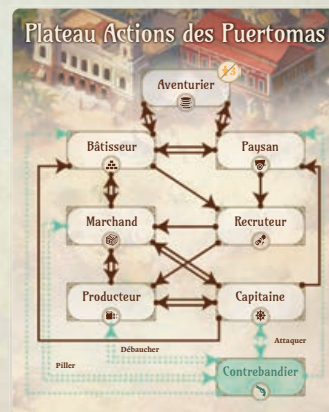 Plateau Actions des Puertomas
Aventurier
Bâtisseur
Paysan
Marchand
Recruteur
Producteur
Capitaine
Attaquer
Débaucher
Piller
Contrebandier